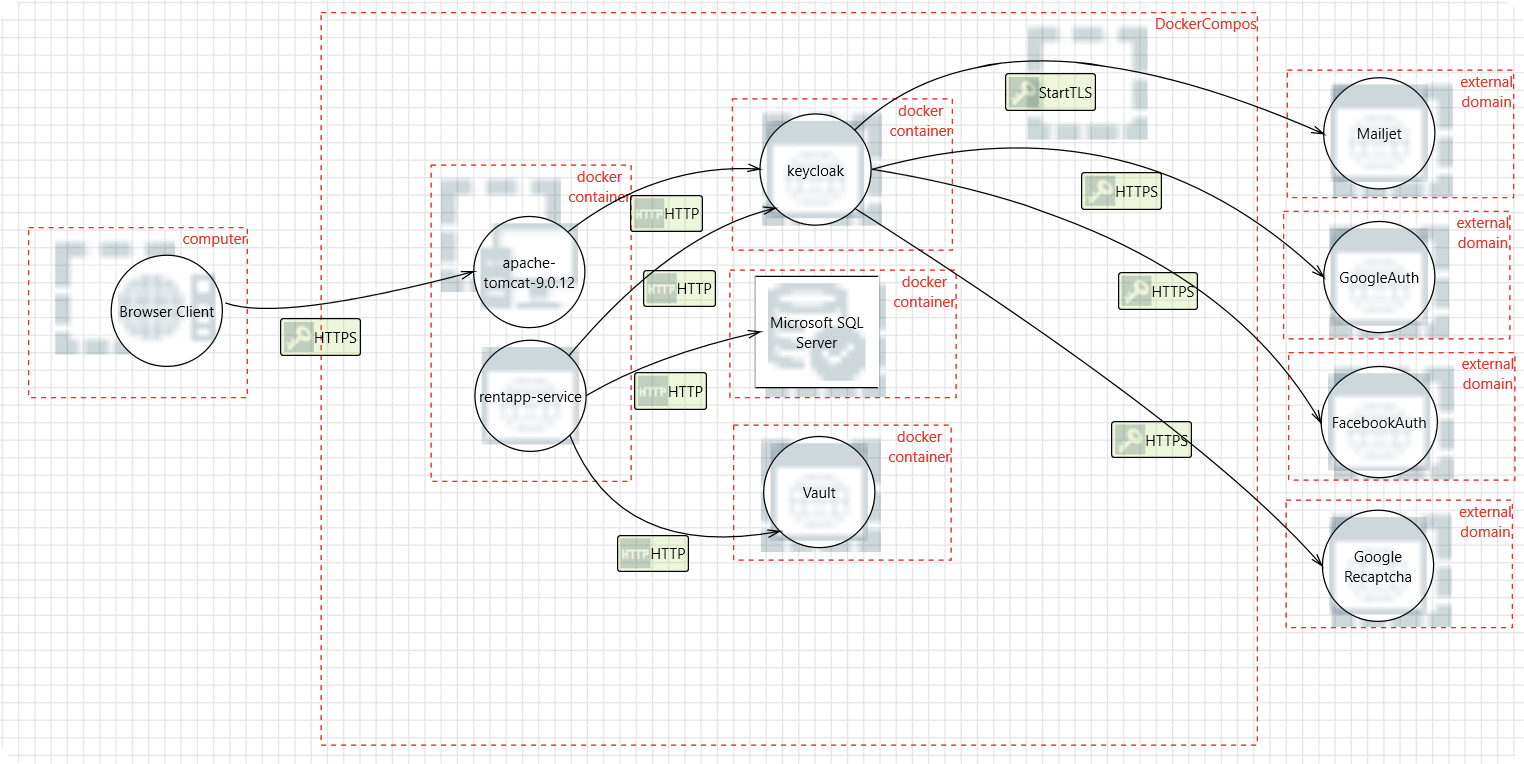 DockerCompos
computer
Browser Client
HTTPS
docker
container
apache-
tomcat-9.0.12
rentapp-service
HTTP
HTTP
HTTP
HTTP
docker
container
keycloak
docker
container
Microsoft SQL
Server
docker
container
Vault
StartTLS
HTTPS
HTTPS
HTTPS
external
domain
Mailjet
external
domain
GoogleAuth
external
domain
FacebookAuth
external
domain
Google
Recaptcha